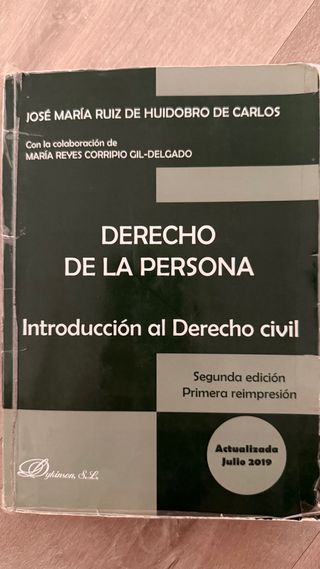 JOSÉ MARÍA RUIZ DE HUIDOBRO DE CARLOS
Con la colaboración de
MARÍA REYES CORRIPIO GIL-DELGADO
DERECHO
DE LA PERSONA
Introducción al Derecho civil
Segunda edición
Primera reimpresión
Actualizada
Julio 2019
Dykinson, S.L.